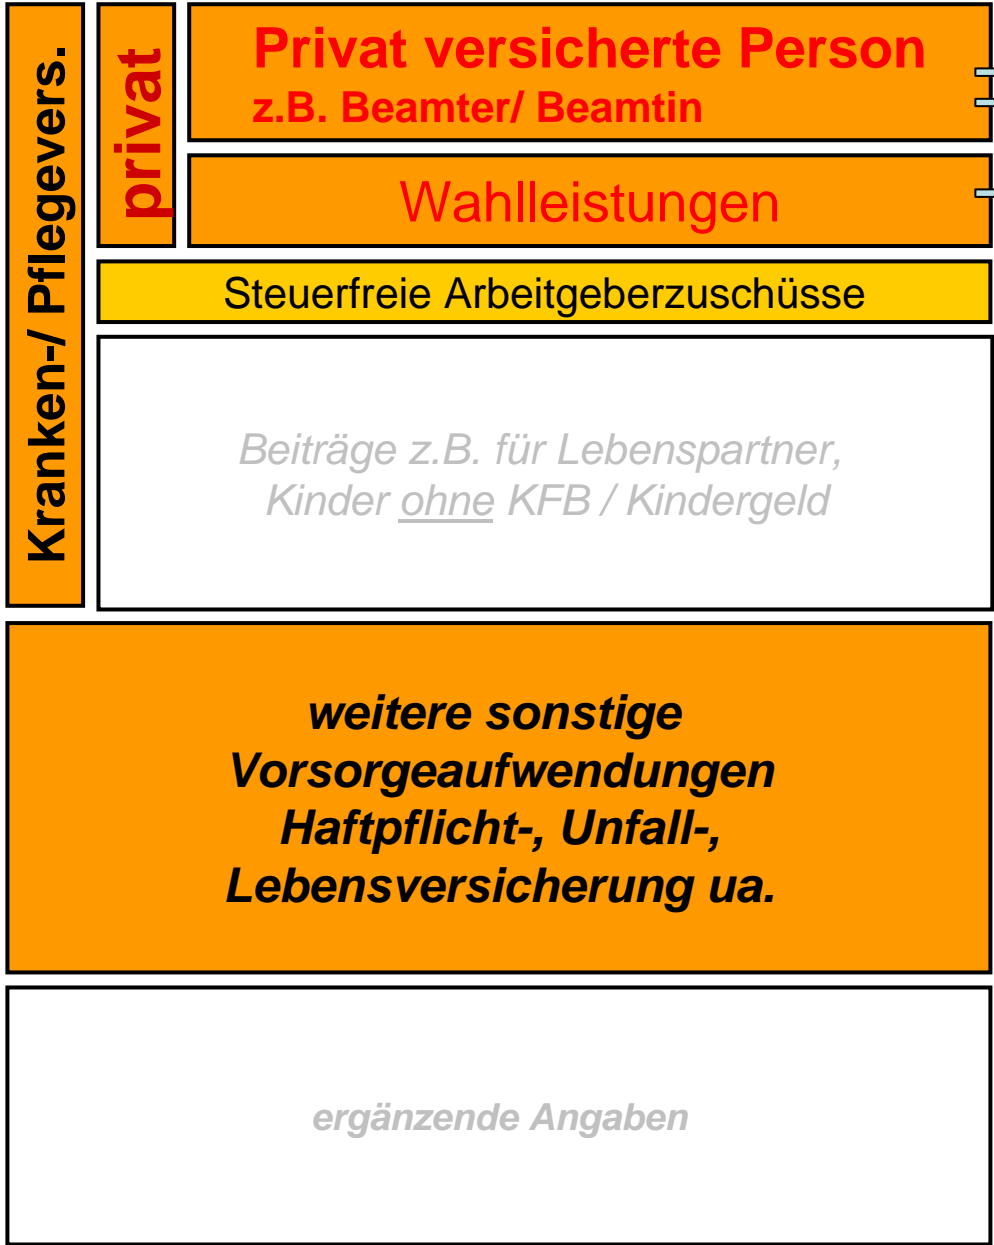 Kranken-/ Pflegevers.
privat
Privat versicherte Person
z.B. Beamter/ Beamtin
Wahlleistungen
Steuerfreie Arbeitgeberzuschüsse
Beiträge z.B. für Lebenspartner,
Kinder ohne KFB / Kindergeld
weitere sonstige
Vorsorgeaufwendungen
Haftpflicht-, Unfall-,
Lebensversicherung ua.
ergänzende Angaben